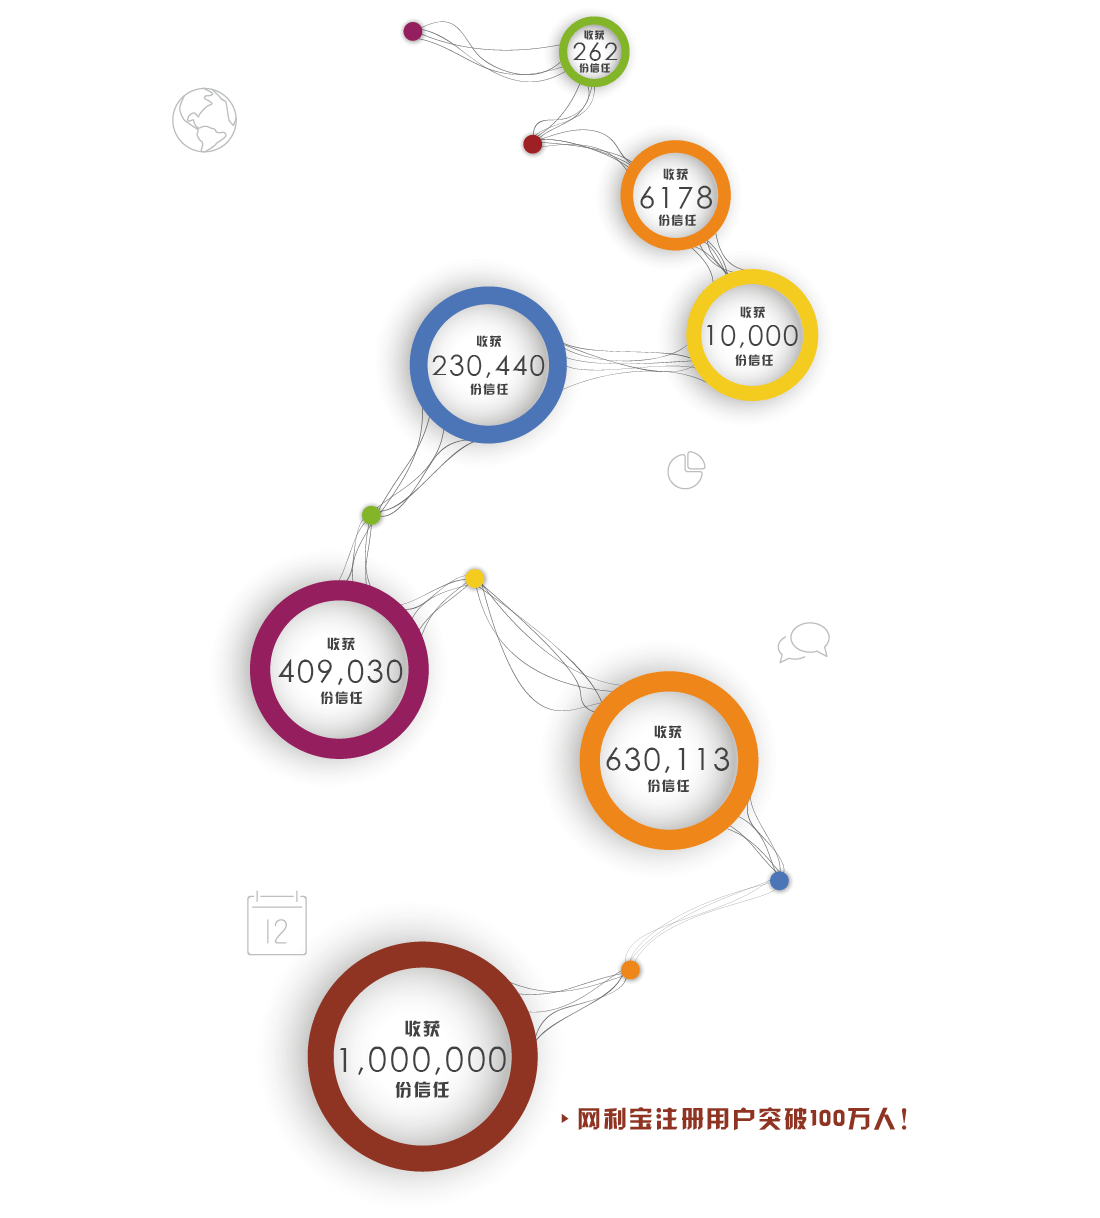 收获
262
份信任
收获
6178
份信任
收获
10,000
份信任
收获
230,440
份信任
收获
409,030
份信任
收获
630,113
份信任
12
收获
1,000,000
份信任
网利宝注册用户突破100万人!